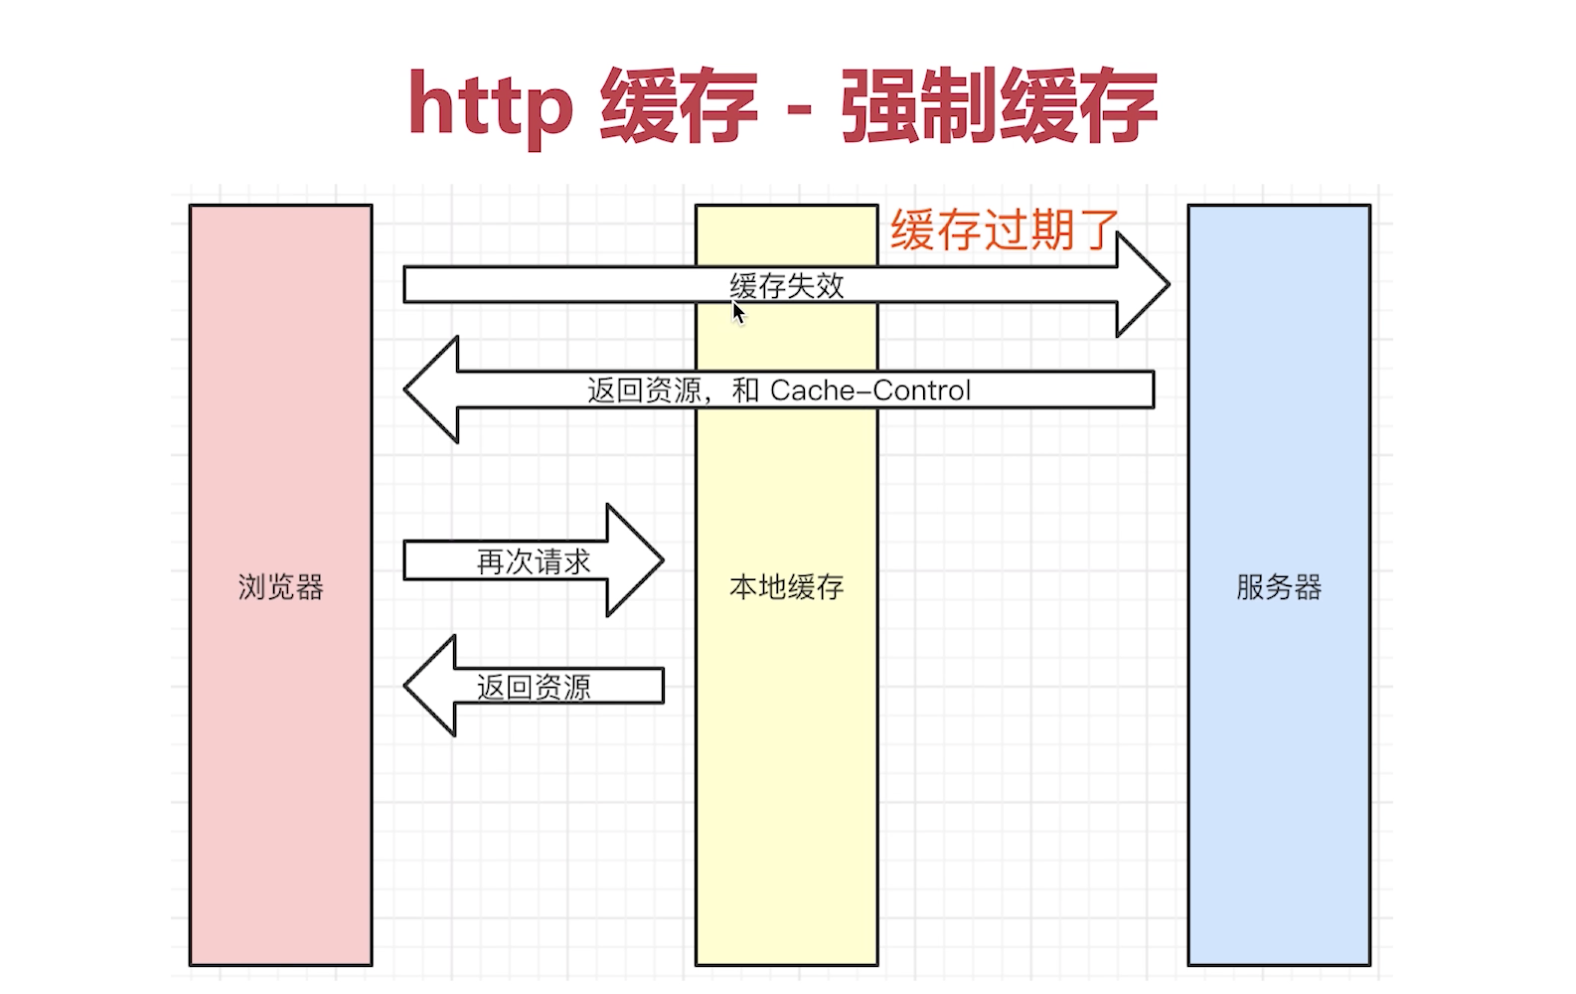 http 缓存 - 强制缓存
缓存过期了
缓存失效
返回资源，和 Cache-Control
再次请求
浏览器
本地缓存
服务器
返回资源